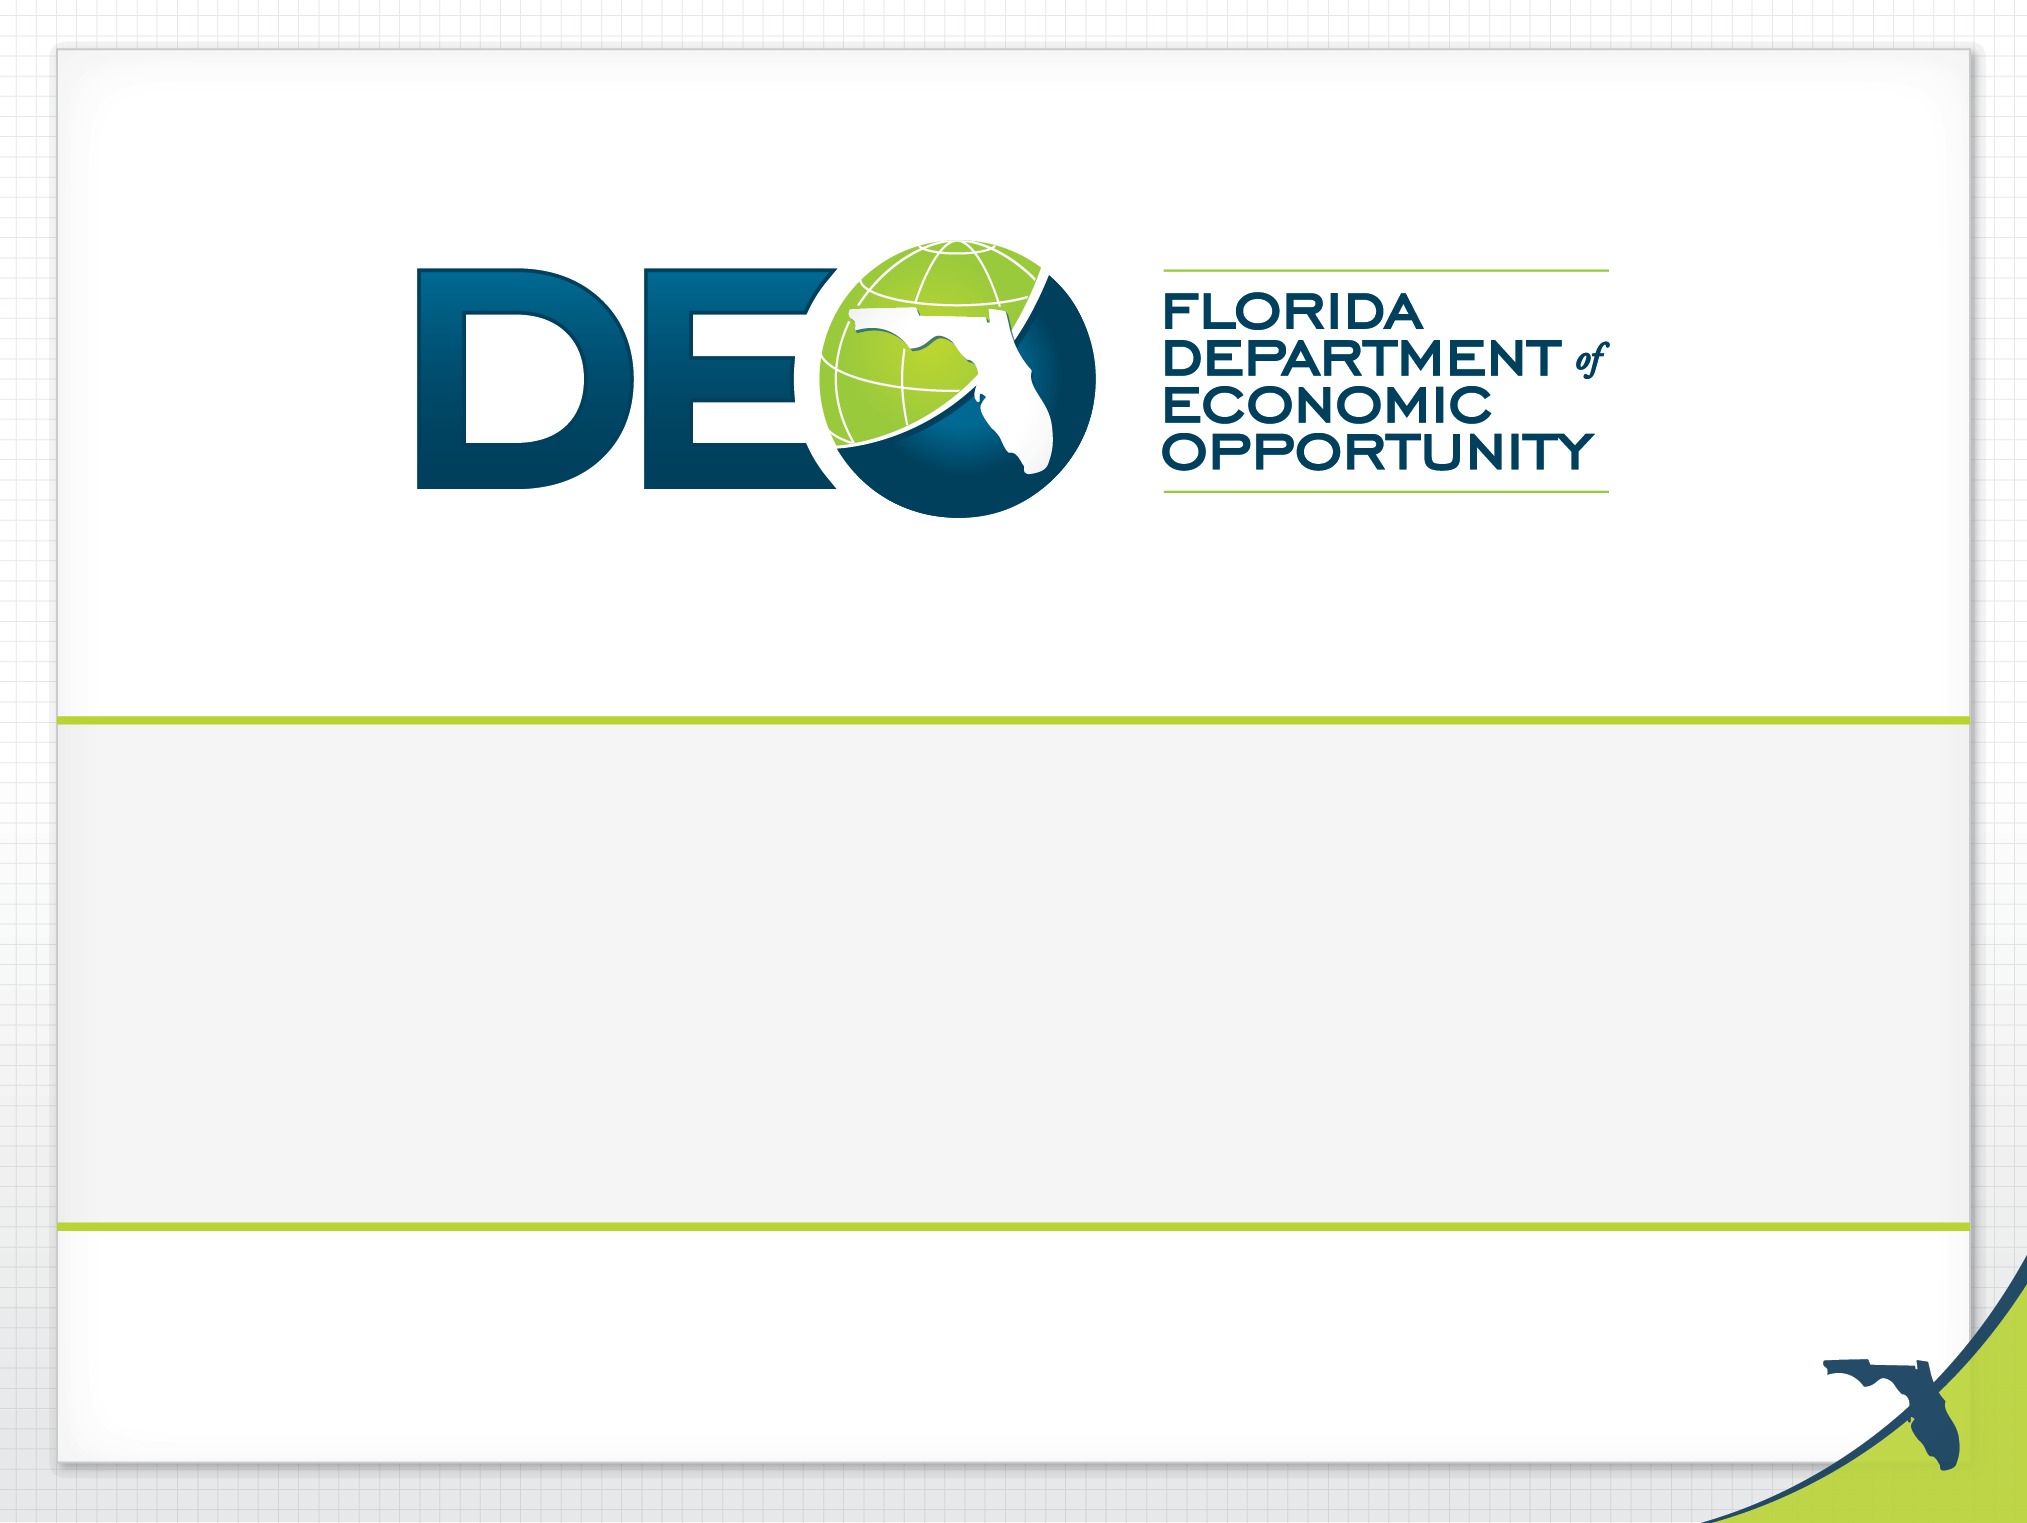 DEO
FLORIDA
DEPARTMENT of
ECONOMIC
OPPORTUNITY